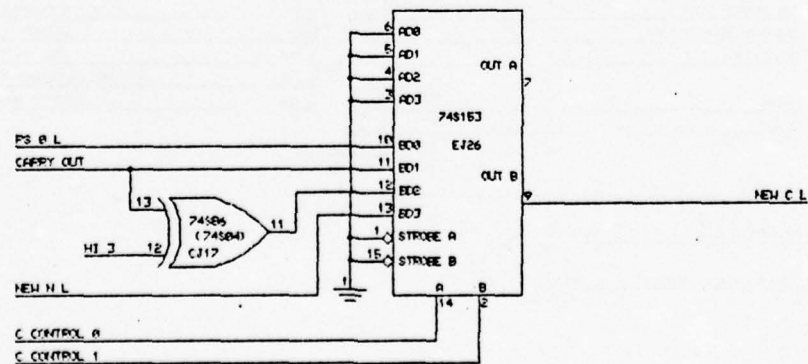 6 AD0
5 AD1
4 AD2
3 AD3
OUT A
7
74S153
EJ26
PS 0 L
10 BD0
CARRY OUT
11 BD1
12 BD2
OUT B
9
NEW C L
13
74S86
(74S04)
CJ17
11
13 BD3
HI 3
12
1 STROBE A
15 STROBE B
NEW N L
A B
14 2
C CONTROL 0
C CONTROL 1